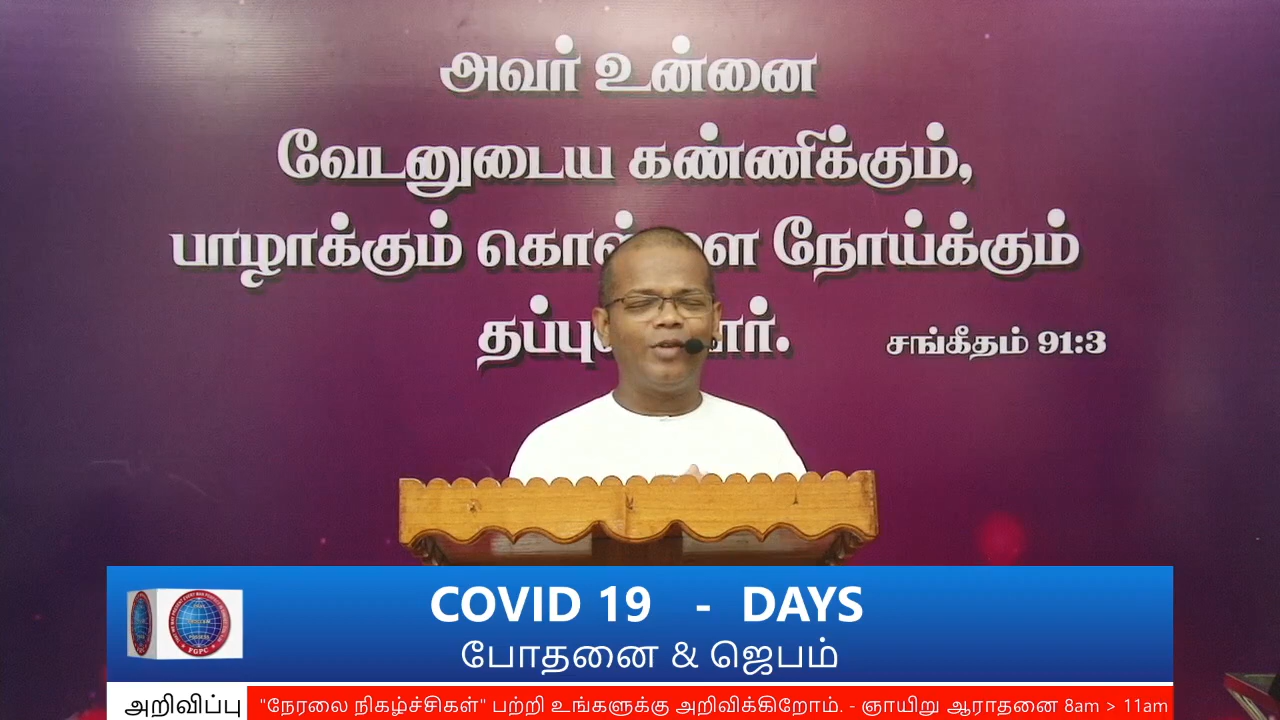 அவர் உன்னை
வேடனுடைய கண்ணிக்கும்,
பாழாக்கும் நோய்க்கும்
சங்கீதம் 91:3
COVID 19 - DAYS
போதனை & ஜெபம்
FGPC
அறிவிப்பு "நேரலை நிகழ்ச்சிகள்" பற்றி உங்களுக்கு அறிவிக்கிறோம். - ஞாயிறு ஆராதனை 8am > 11am